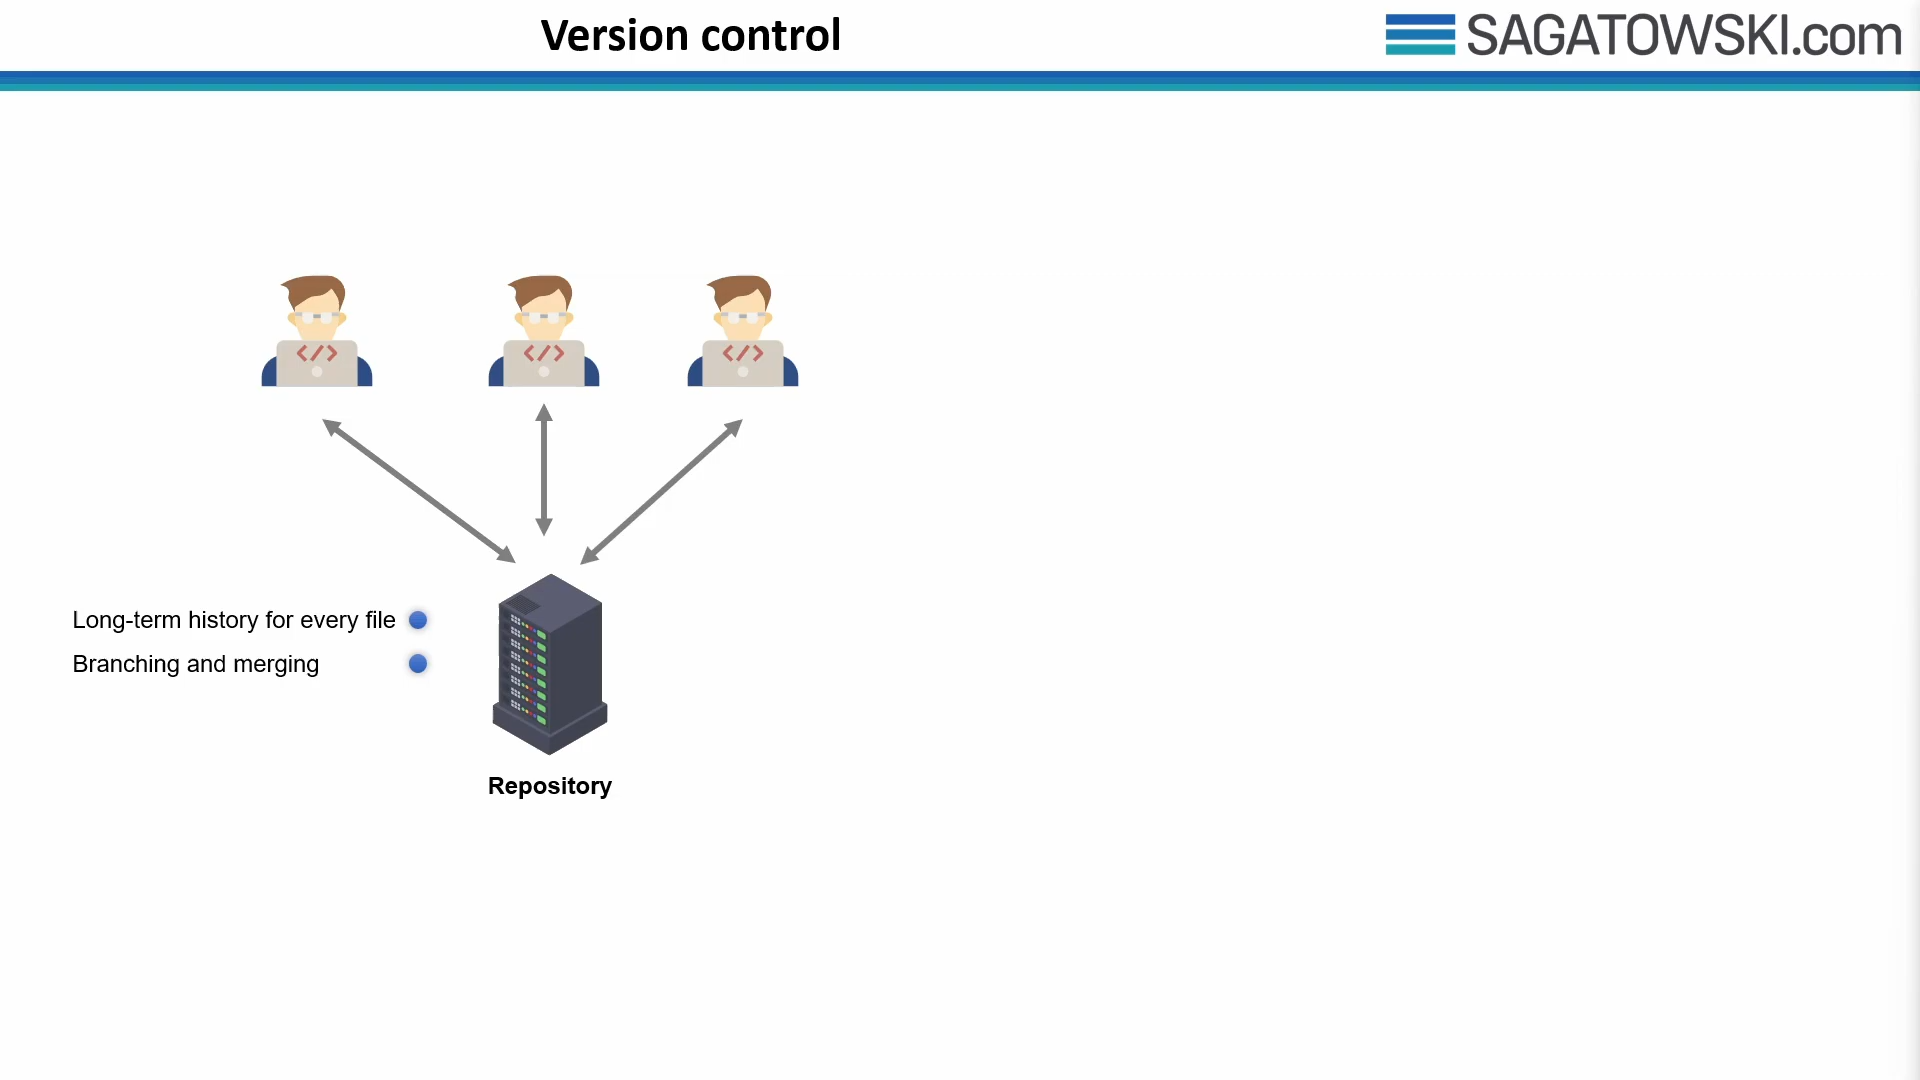 Version control
SAGATOWSKI.com
</>
</>
</>
Long-term history for every file
Branching and merging
Repository